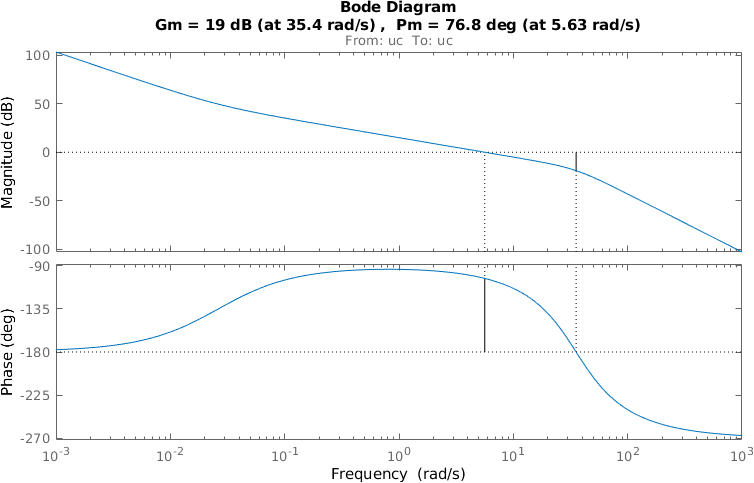 Bode Diagram
Gm = 19 dB (at 35.4 rad/s) ,  Pm = 76.8 deg (at 5.63 rad/s)
From: uc  To: uc
Magnitude (dB)
100
50
0
-50
-100
Phase (deg)
-90
-135
-180
-225
-270
10^-3 10^-2 10^-1 10^0 10^1 10^2 10^3
Frequency  (rad/s)